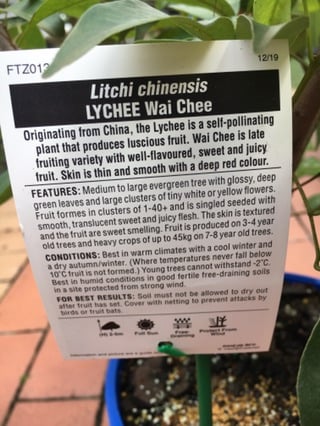 FTZ013
12/19
Litchi chinensis
LYCHEE Wai Chee
Originating from China, the Lychee is a self-pollinating
plant that produces luscious fruit. Wai Chee is late
fruiting variety with well-flavoured, sweet and juicy
fruit. Skin is thin and smooth with a deep red colour.
FEATURES: Medium to large evergreen tree with glossy, deep
green leaves and large clusters of tiny white or yellow flowers.
Fruit formes in clusters of 1-40+ and is singled seeded with
smooth, translucent sweet and juicy flesh. The skin is textured
and the fruit are sweet smelling. Fruit is produced on 3-4 year
old trees and heavy crops of up to 45kg on 7-8 year old trees.
CONDITIONS: Best in warm climates with a cool winter and
a dry autumn/winter. (Where temperatures never fall below
10°C fruit is not formed.) Young trees cannot withstand -2°C.
Best in humid conditions in good fertile free-draining soils
in a site protected from strong wind.
FOR BEST RESULTS: Soil must not be allowed to dry out
after fruit has set. Cover with netting to prevent attacks by
birds or fruit bats.
Full Sun
Free
Draining
Protect From
Wind
Information and picture are a guide